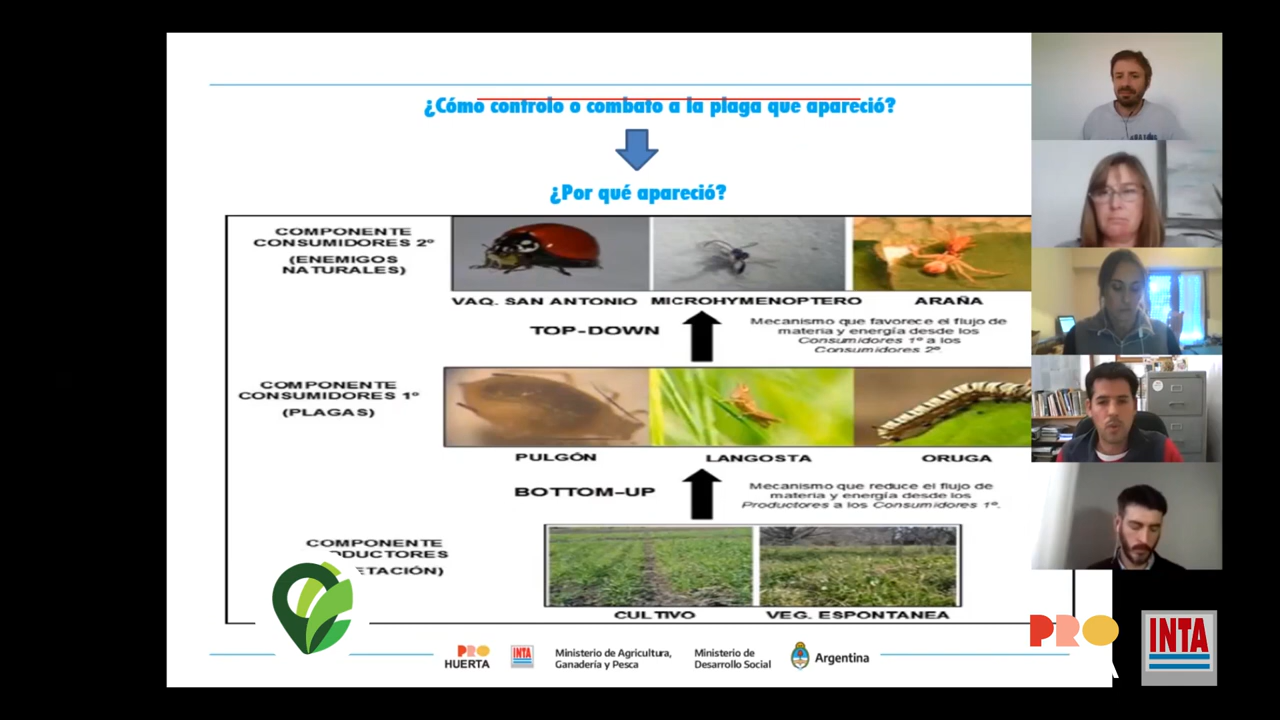 ¿Cómo controlo o combato a la plaga que apareció?
¿Por qué apareció?
COMPONENTE
CONSUMIDORES 2º
(ENEMIGOS
NATURALES)
VAQ. SAN ANTONIO
MICROHYMENOPTERO
ARAÑA
TOP-DOWN
Mecanismo que favorece el flujo de
materia y energía desde los
Consumidores 1º a los
Consumidores 2º.
COMPONENTE
CONSUMIDORES 1º
(PLAGAS)
PULGÓN
LANGOSTA
ORUGA
BOTTOM-UP
Mecanismo que reduce el flujo de
materia y energía desde los
Productores a los Consumidores 1º.
COMPONENTE
DUCTORES
ETACIÓN)
CULTIVO
VEG. ESPONTANEA
PRO
HUERTA
INTA
Ministerio de Agricultura,
Ganadería y Pesca
Ministerio de
Desarrollo Social
Argentina
PRO
A
INTA